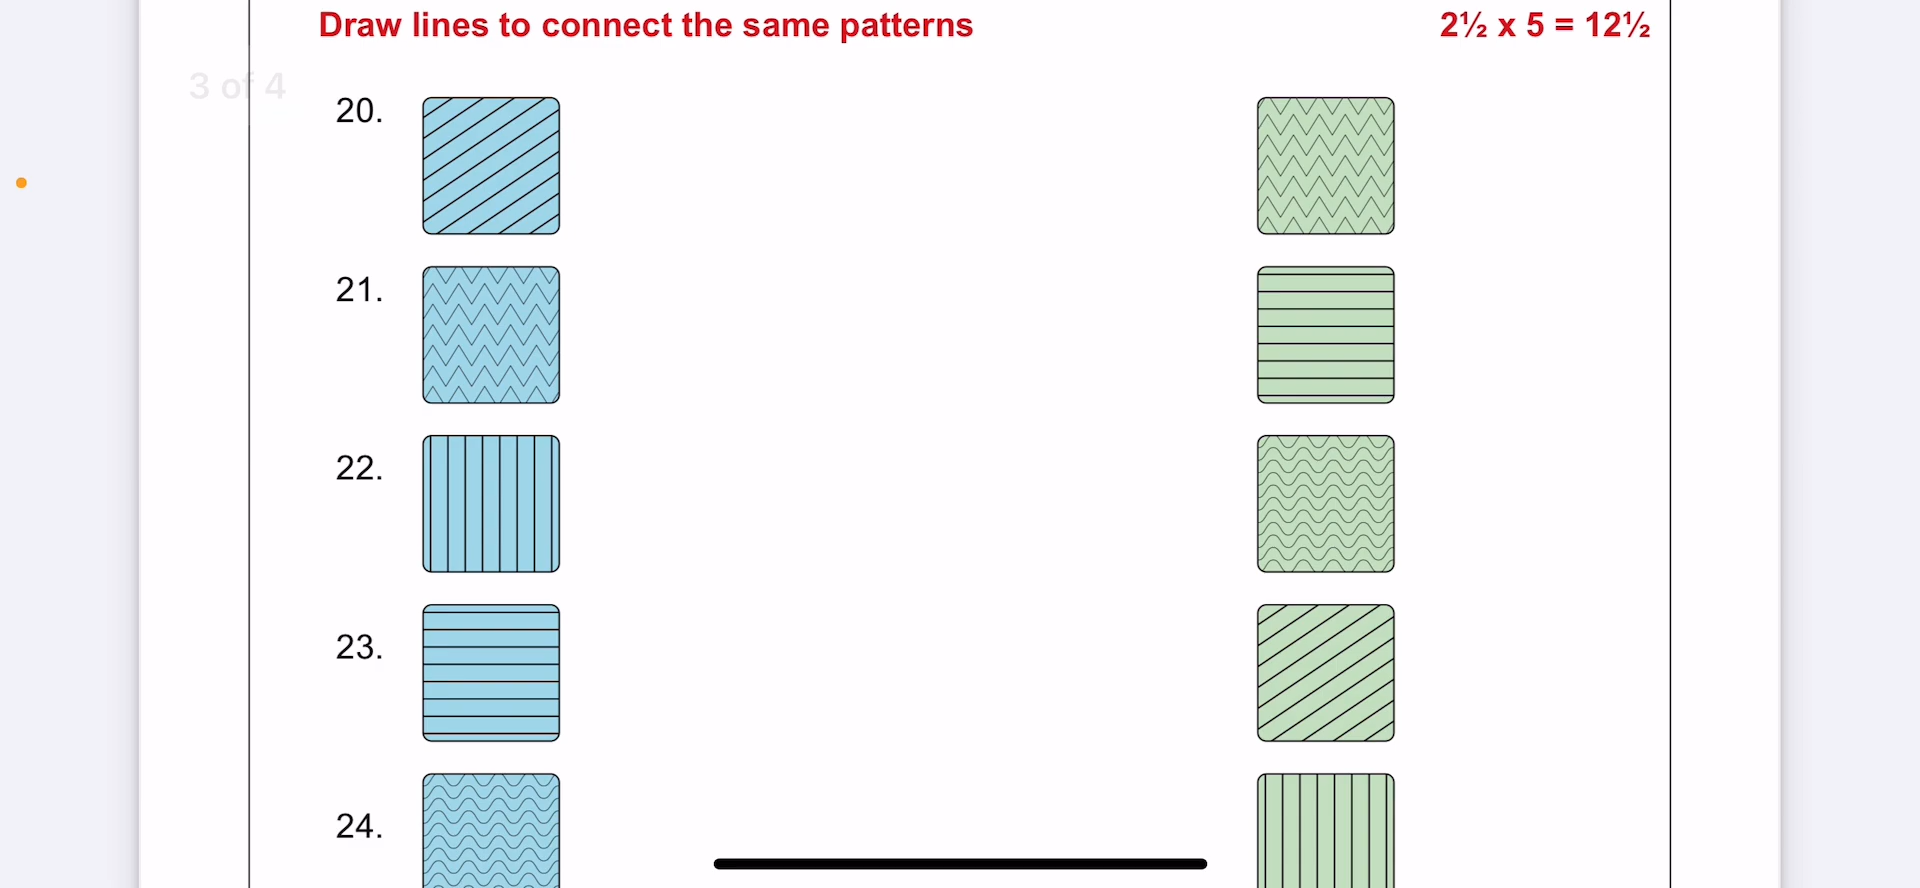 Draw lines to connect the same patterns 2½ x 5 = 12½
3 of 4
20.
21.
22.
23.
24.